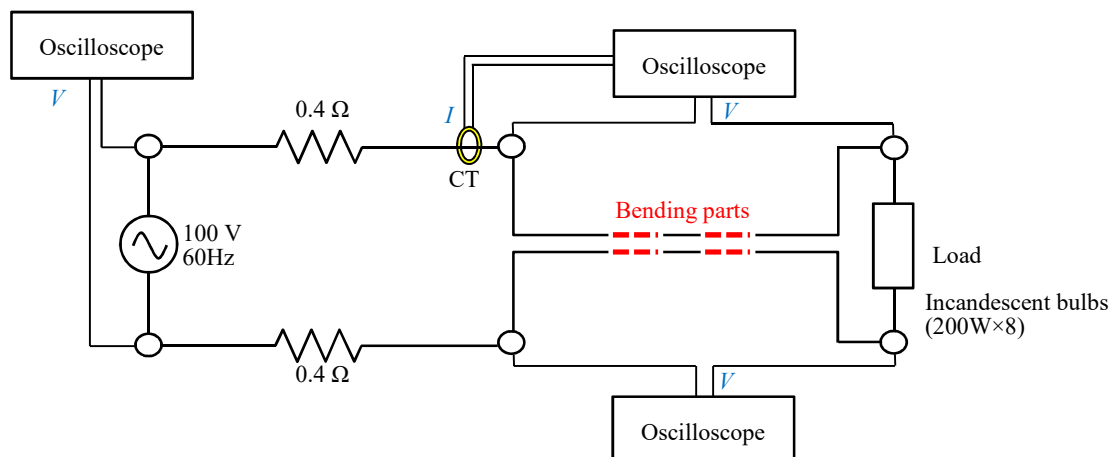 Oscilloscope
V
0.4 Ω
I
CT
Oscilloscope
V
100 V
60Hz
Bending parts
Load
Incandescent bulbs
(200W×8)
0.4 Ω
V
Oscilloscope